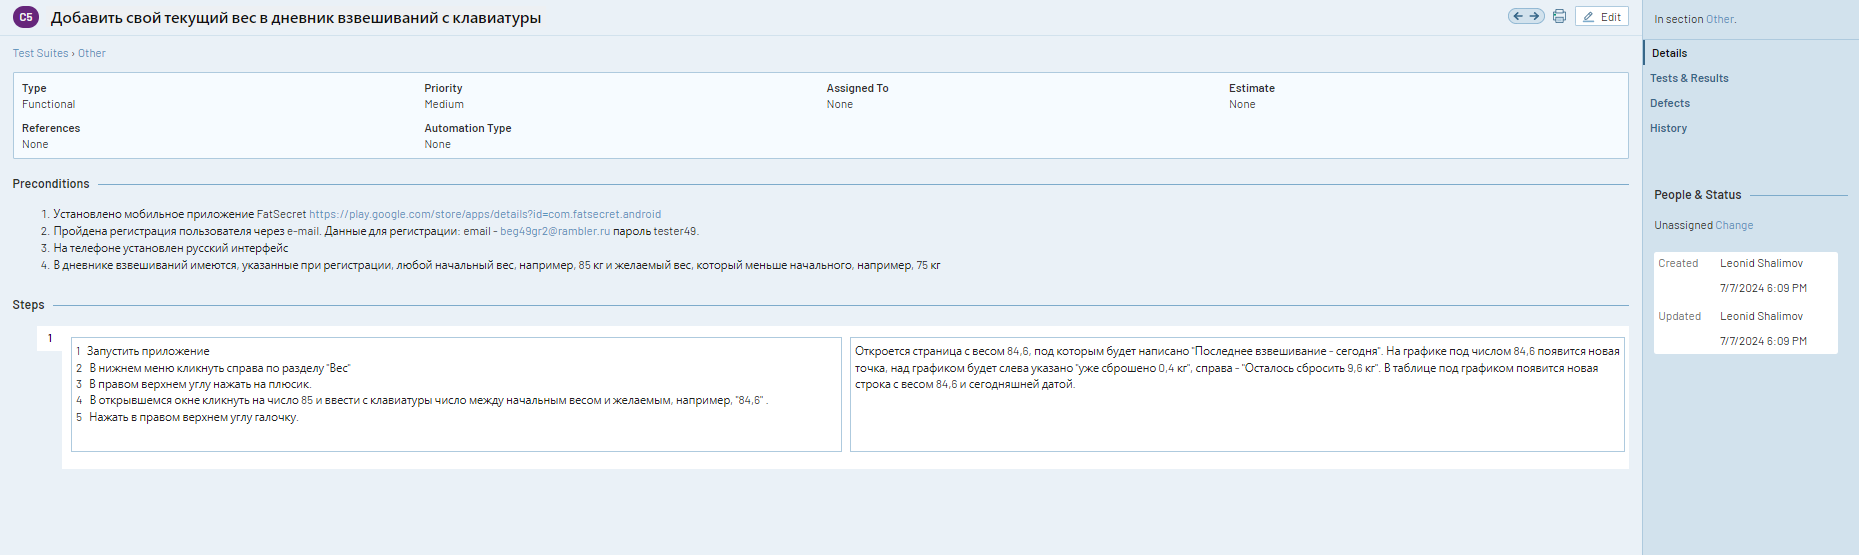 C5 Добавить свой текущий вес в дневник взвешиваний с клавиатуры
Edit
Test Suites › Other
Type
Functional
Priority
Medium
Assigned To
None
Estimate
None
References
None
Automation Type
None
Preconditions
1. Установлено мобильное приложение FatSecret https://play.google.com/store/apps/details?id=com.fatsecret.android
2. Пройдена регистрация пользователя через e-mail. Данные для регистрации: email - beg49gr2@rambler.ru пароль tester49.
3. На телефоне установлен русский интерфейс
4. В дневнике взвешиваний имеются, указанные при регистрации, любой начальный вес, например, 85 кг и желаемый вес, который меньше начального, например, 75 кг
Steps
1
1 Запустить приложение
2 В нижнем меню кликнуть справа по разделу "Вес"
3 В правом верхнем углу нажать на плюсик.
4 В открывшемся окне кликнуть на число 85 и ввести с клавиатуры число между начальным весом и желаемым, например, "84,6" .
5 Нажать в правом верхнем углу галочку.
Откроется страница с весом 84,6, под которым будет написано "Последнее взвешивание - сегодня". На графике под числом 84,6 появится новая
точка, над графиком будет слева указано "уже сброшено 0,4 кг", справа - "Осталось сбросить 9,6 кг". В таблице под графиком появится новая
строка с весом 84,6 и сегодняшней датой.
In section Other.
Details
Tests & Results
Defects
History
People & Status
Unassigned Change
Created Leonid Shalimov
7/7/2024 6:09 PM
Updated Leonid Shalimov
7/7/2024 6:09 PM